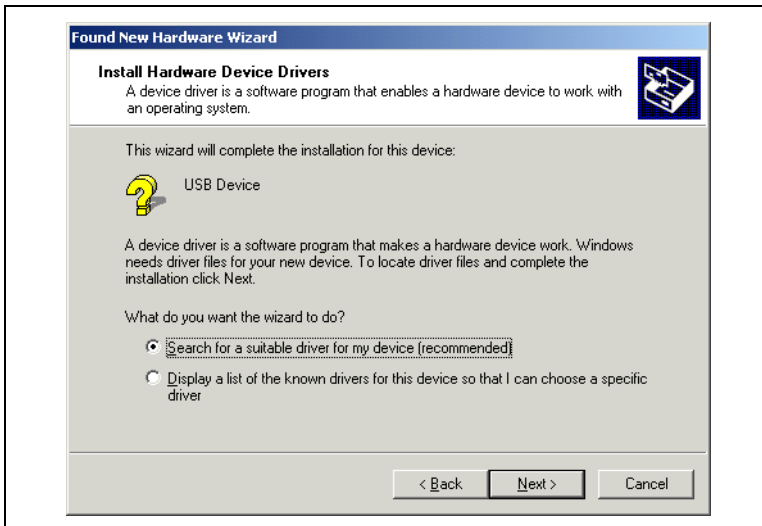 Found New Hardware Wizard
Install Hardware Device Drivers
A device driver is a software program that enables a hardware device to work with
an operating system.
This wizard will complete the installation for this device:
USB Device
A device driver is a software program that makes a hardware device work. Windows
needs driver files for your new device. To locate driver files and complete the
installation click Next.
What do you want the wizard to do?
Search for a suitable driver for my device (recommended)
Display a list of the known drivers for this device so that I can choose a specific
driver
< Back Next > Cancel